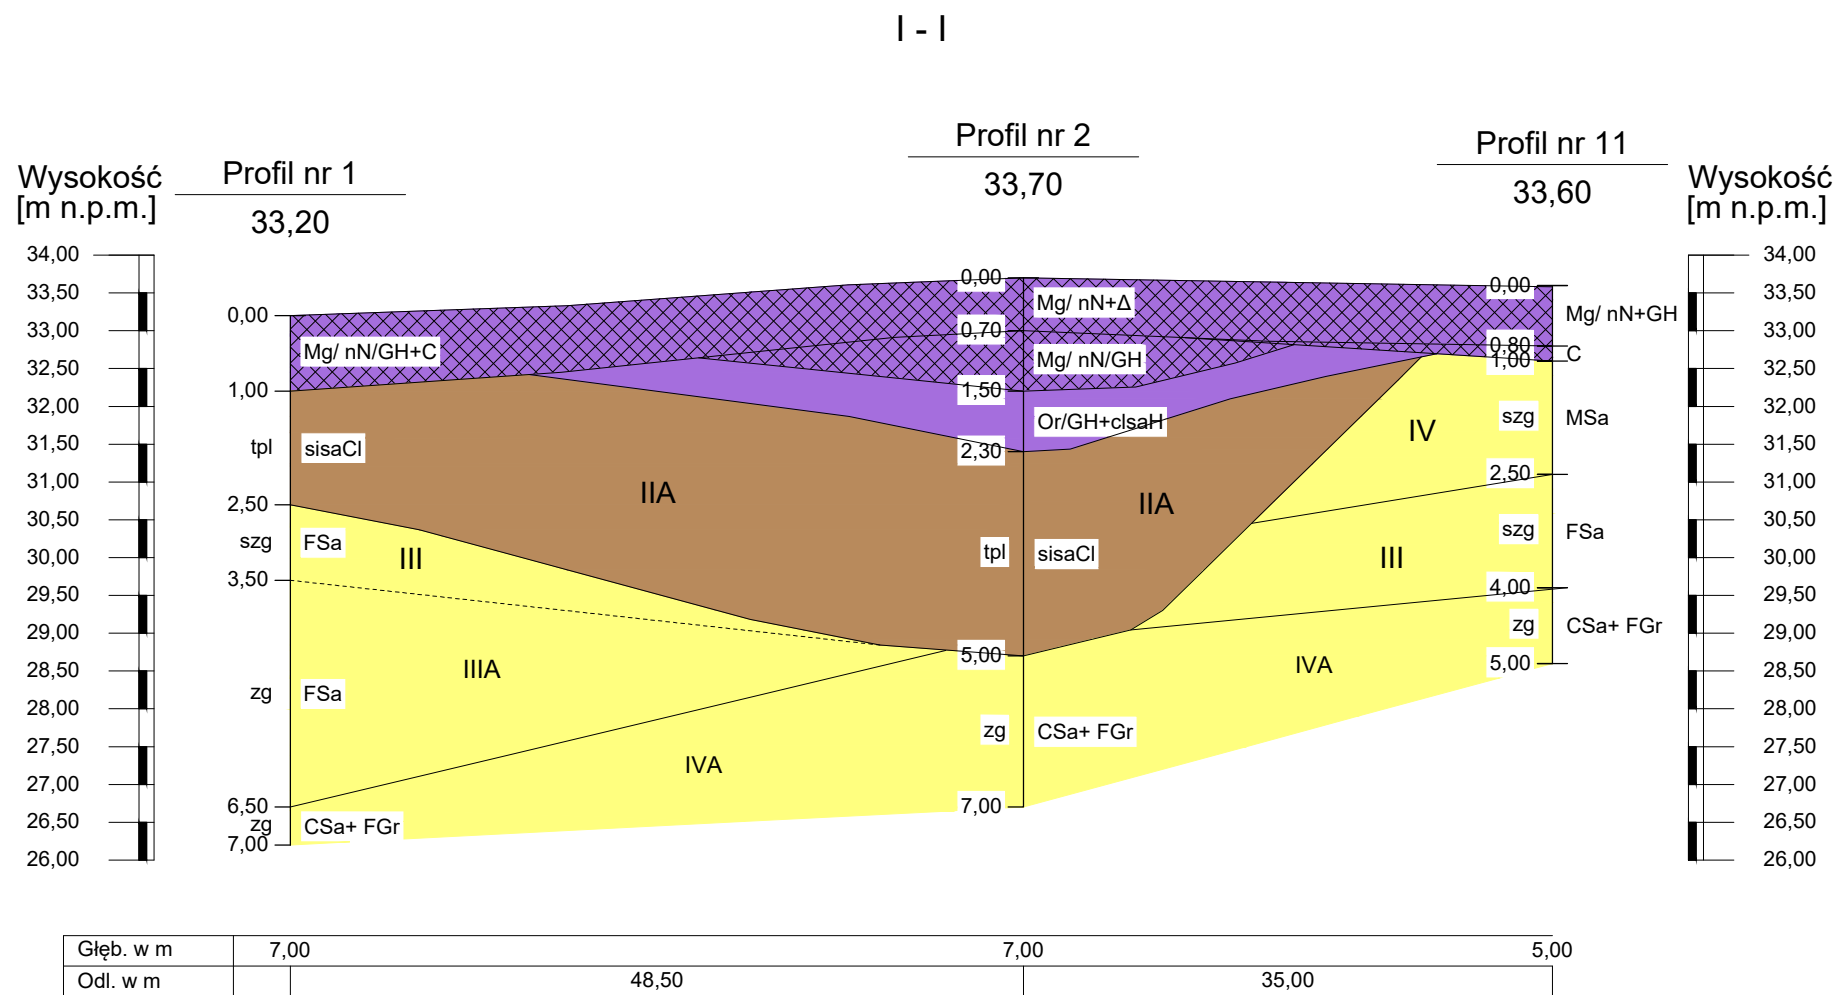 I - I
Profil nr 1
33,20
Profil nr 2
33,70
Profil nr 11
33,60
Wysokość
[m n.p.m.]
34,00
33,50
33,00
32,50
32,00
31,50
31,00
30,50
30,00
29,50
29,00
28,50
28,00
27,50
27,00
26,50
26,00
0,00
1,00
2,50
3,50
6,50
7,00
tpl
szg
zg
zg
Mg/ nN/GH+C
sisaCl
FSa
FSa
CSa+ FGr
IIA
III
IIIA
IVA
0,00
0,70
1,50
2,30
5,00
7,00
tpl
zg
Mg/ nN+Δ
Mg/ nN/GH
Or/GH+clsaH
sisaCl
CSa+ FGr
IIA
IV
III
IVA
0,00
0,80
1,00
2,50
4,00
5,00
szg
szg
zg
Mg/ nN+GH
C
MSa
FSa
CSa+ FGr
Wysokość
[m n.p.m.]
34,00
33,50
33,00
32,50
32,00
31,50
31,00
30,50
30,00
29,50
29,00
28,50
28,00
27,50
27,00
26,50
26,00
Głęb. w m 7,00 7,00 5,00
Odl. w m 48,50 35,00